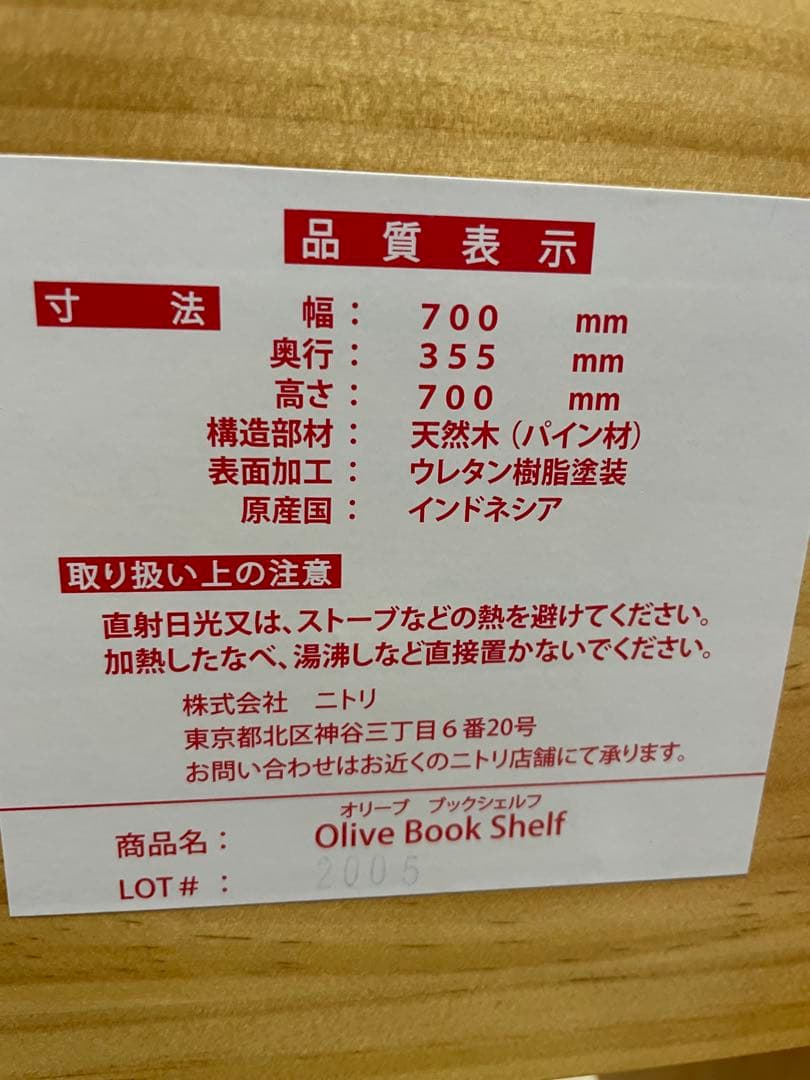 品質表示
寸法 幅： 700 mm
奥行： 355 mm
高さ： 700 mm
構造部材： 天然木（パイン材）
表面加工： ウレタン樹脂塗装
原産国： インドネシア
取り扱い上の注意
直射日光又は、ストーブなどの熱を避けてください。
加熱したなべ、湯沸しなど直接置かないでください。
株式会社 ニトリ
東京都北区神谷三丁目6番20号
お問い合わせはお近くのニトリ店舗にて承ります。
オリーブ ブックシェルフ
商品名： Olive Book Shelf
LOT#： 2005